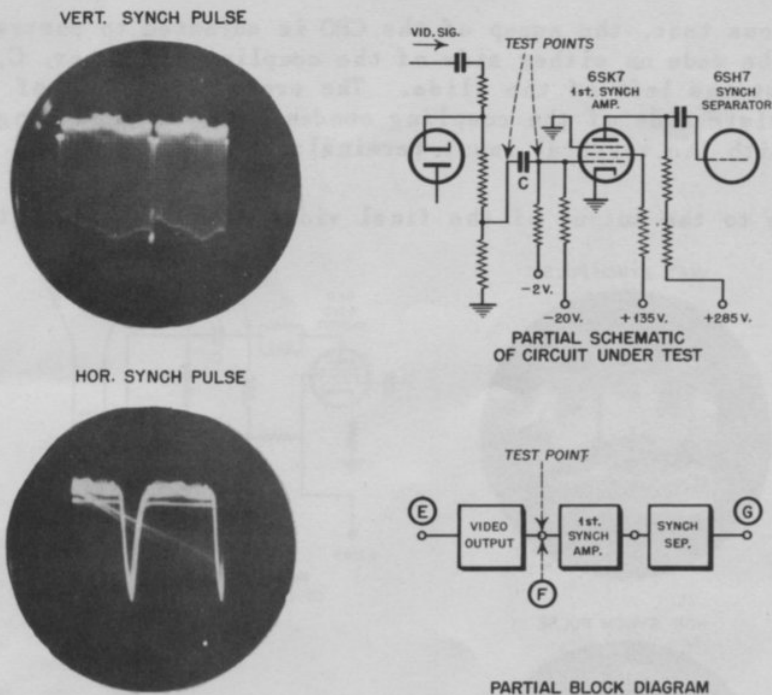 VERT. SYNCH PULSE
VID. SIG.
TEST POINTS
6SK7
1st. SYNCH
AMP.
6SH7
SYNCH
SEPARATOR
C
−2V.
−20V.
+135V.
+285V.
PARTIAL SCHEMATIC
OF CIRCUIT UNDER TEST
HOR. SYNCH PULSE
TEST POINT
E
VIDEO
OUTPUT
1st.
SYNCH
AMP.
SYNCH
SEP.
G
F
PARTIAL BLOCK DIAGRAM